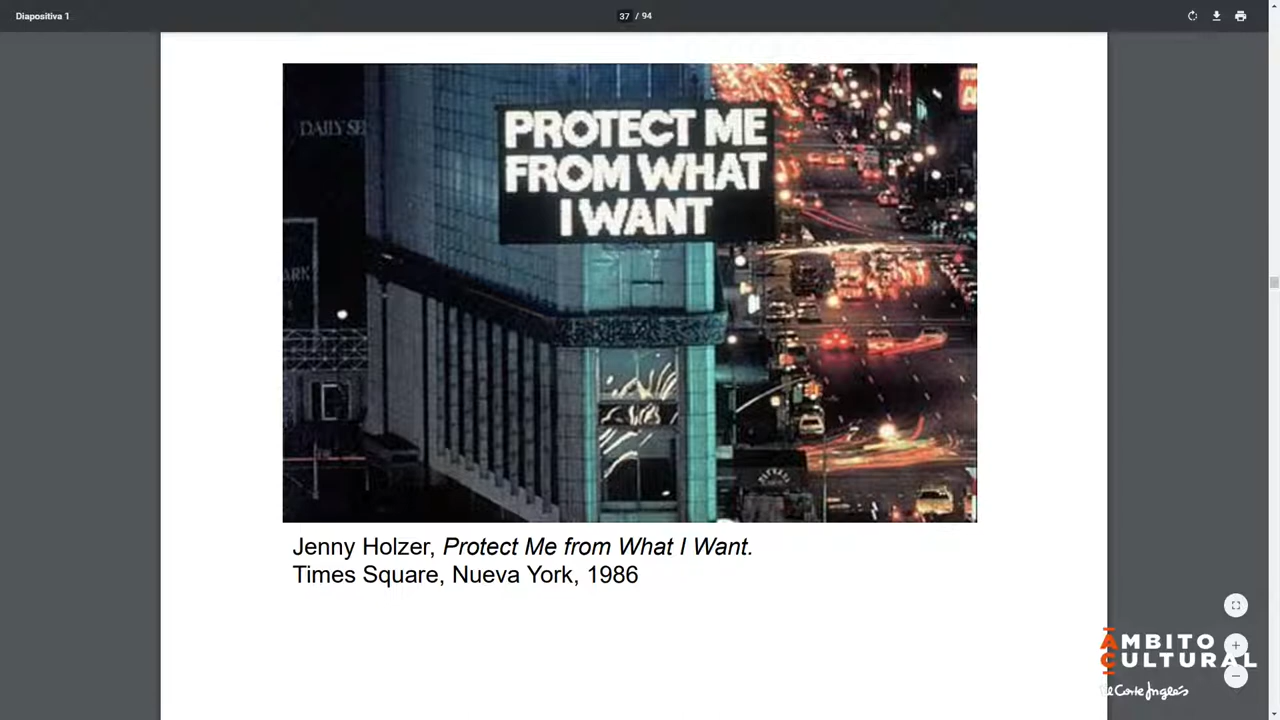 Diapositiva 1
37 / 94
DAILY SE
PROTECT ME
FROM WHAT
I WANT
ARK
Jenny Holzer, Protect Me from What I Want.
Times Square, Nueva York, 1986
ÁMBITO
CULTURAL
El Corte Inglés